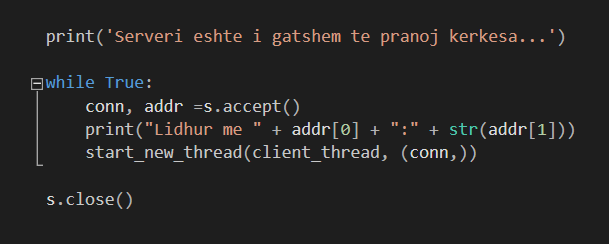 print('Serveri eshte i gatshem te pranoj kerkesa...')
while True:
conn, addr =s.accept()
print("Lidhur me " + addr[0] + ":" + str(addr[1]))
start_new_thread(client_thread, (conn,))
s.close()